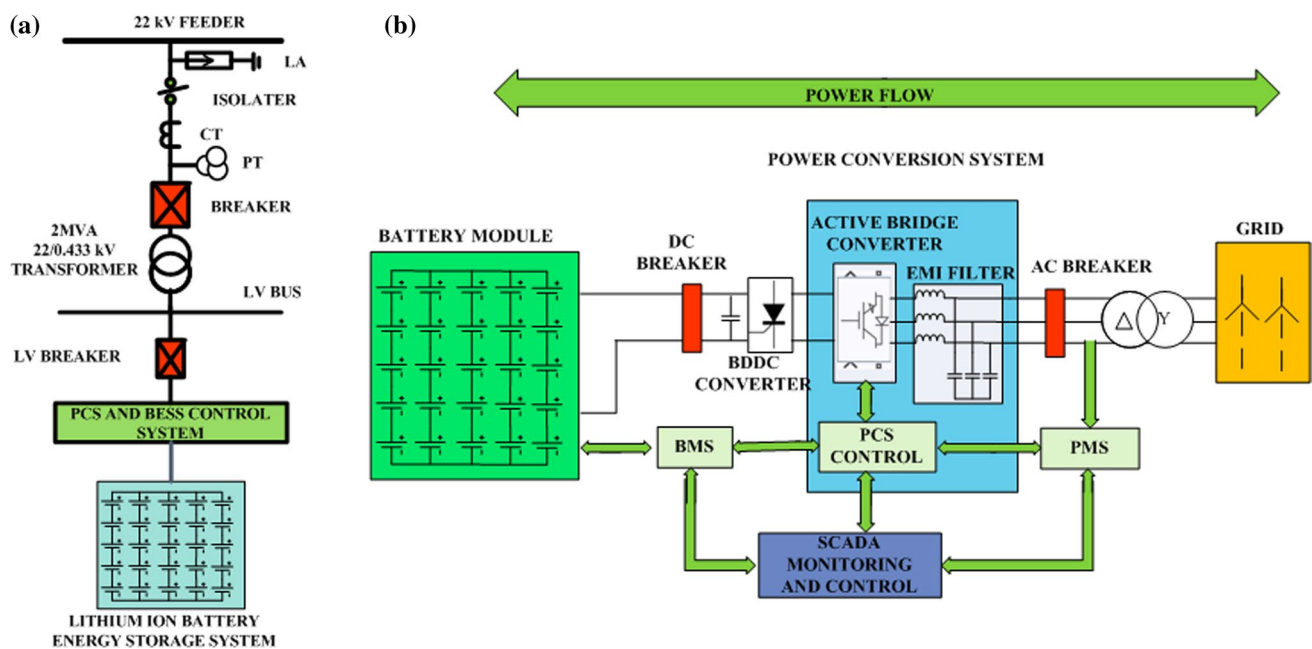 (a)
22 kV FEEDER
LA
ISOLATER
CT
PT
BREAKER
2MVA
22/0.433 kV
TRANSFORMER
LV BUS
LV BREAKER
PCS AND BESS CONTROL
SYSTEM
LITHIUM ION BATTERY
ENERGY STORAGE SYSTEM
(b)
POWER FLOW
POWER CONVERSION SYSTEM
BATTERY MODULE
DC
BREAKER
BDDC
CONVERTER
ACTIVE BRIDGE
CONVERTER
EMI FILTER
AC BREAKER
Δ
Y
GRID
BMS
PCS
CONTROL
PMS
SCADA
MONITORING
AND CONTROL